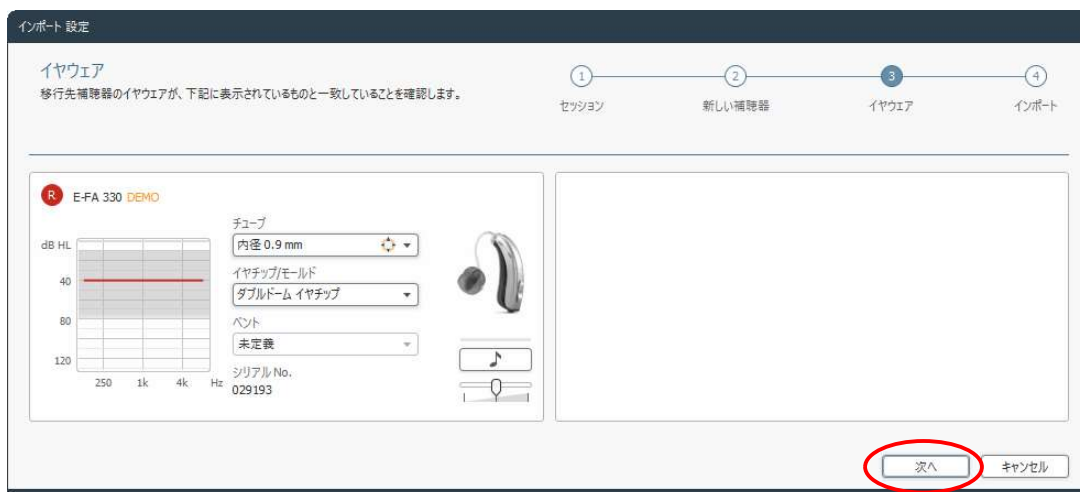 インポート 設定
イヤウェア
移行先補聴器のイヤウエアが、下記に表示されているものと一致していることを確認します。
1
2
3
4
セッション
新しい補聴器
イヤウエア
インポート
R E-FA 330 DEMO
チューブ
dB HL
内径 0.9 mm
イヤチップ/モールド
40
ダブルドーム イヤチップ
80
ベント
未定義
120
シリアル No.
250 1k 4k Hz
029193
次へ
キャンセル